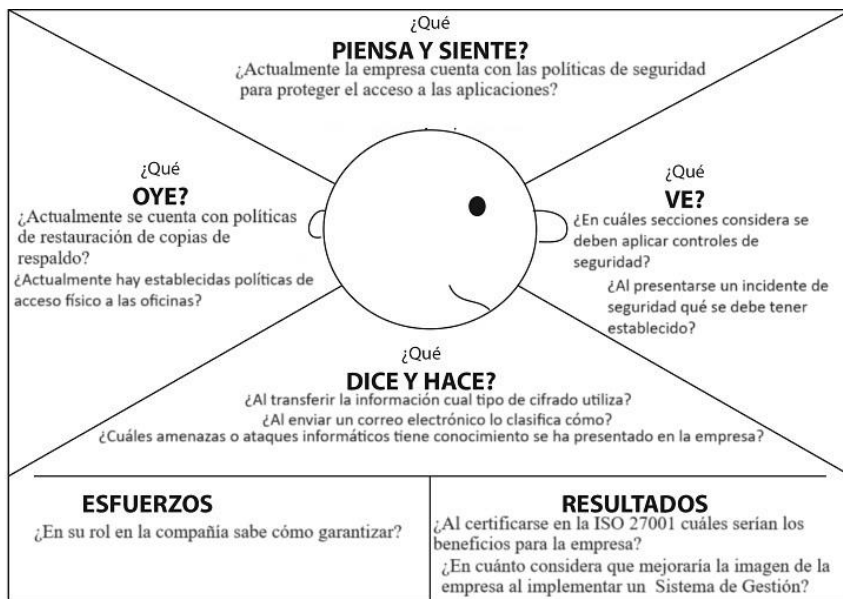 ¿Qué
PIENSA Y SIENTE?
¿Actualmente la empresa cuenta con las políticas de seguridad
para proteger el acceso a las aplicaciones?
¿Qué
OYE?
¿Actualmente se cuenta con políticas
de restauración de copias de
respaldo?
¿Actualmente hay establecidas políticas de
acceso físico a las oficinas?
¿Qué
VE?
¿En cuáles secciones considera se
deben aplicar controles de
seguridad?
¿Al presentarse un incidente de
seguridad qué se debe tener
establecido?
¿Qué
DICE Y HACE?
¿Al transferir la información cual tipo de cifrado utiliza?
¿Al enviar un correo electrónico lo clasifica cómo?
¿Cuáles amenazas o ataques informáticos tiene conocimiento se ha presentado en la empresa?
ESFUERZOS
¿En su rol en la compañía sabe cómo garantizar?
RESULTADOS
¿Al certificarse en la ISO 27001 cuáles serían los
beneficios para la empresa?
¿En cuánto considera que mejoraría la imagen de la
empresa al implementar un Sistema de Gestión?